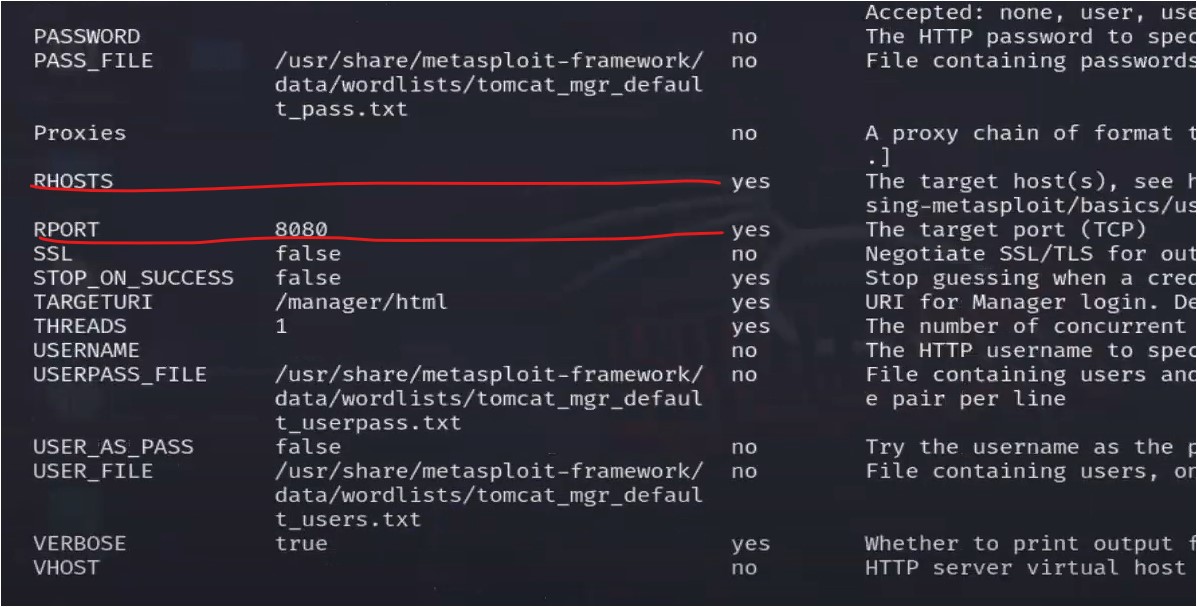 Accepted: none, user, use
PASSWORD no The HTTP password to spec
PASS_FILE /usr/share/metasploit-framework/ no File containing passwords
data/wordlists/tomcat_mgr_defaul
t_pass.txt
Proxies no A proxy chain of format t
.]
RHOSTS yes The target host(s), see h
sing-metasploit/basics/us
RPORT 8080 yes The target port (TCP)
SSL false no Negotiate SSL/TLS for out
STOP_ON_SUCCESS false yes Stop guessing when a cred
TARGETURI /manager/html yes URI for Manager login. De
THREADS 1 yes The number of concurrent
USERNAME no The HTTP username to spec
USERPASS_FILE /usr/share/metasploit-framework/ no File containing users and
data/wordlists/tomcat_mgr_defaul e pair per line
t_userpass.txt
USER_AS_PASS false no Try the username as the p
USER_FILE /usr/share/metasploit-framework/ no File containing users, on
data/wordlists/tomcat_mgr_defaul
t_users.txt
VERBOSE true yes Whether to print output f
VHOST no HTTP server virtual host